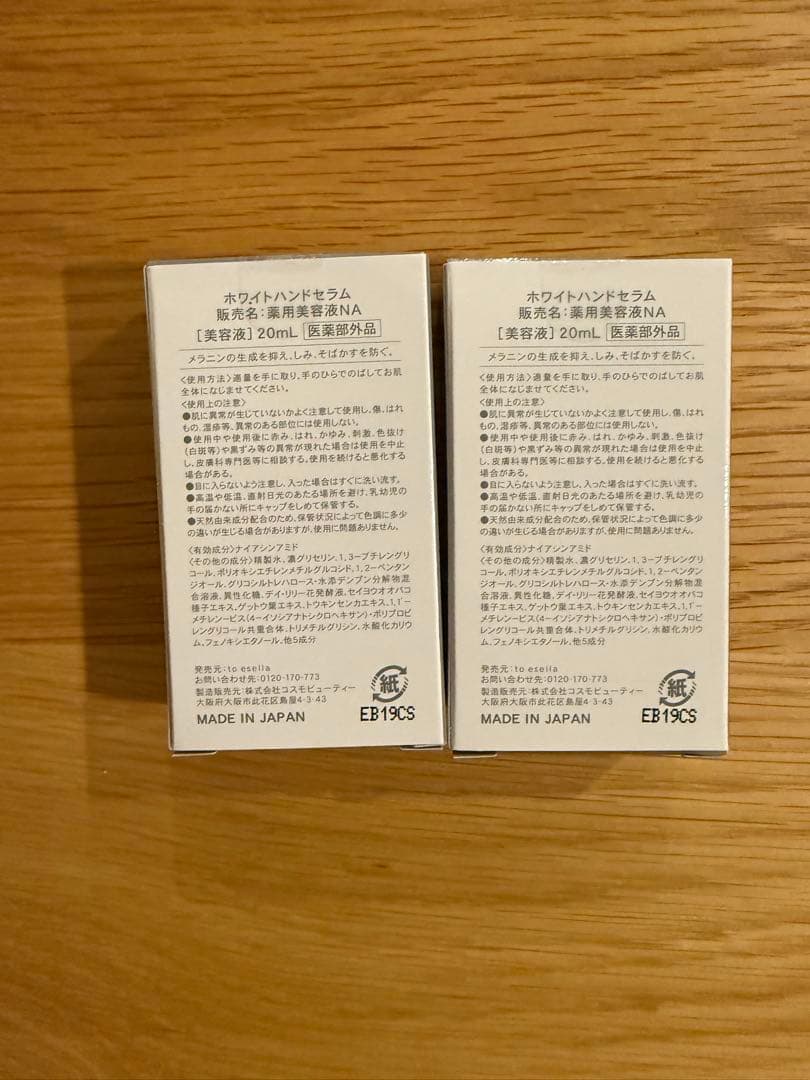 ホワイトハンドセラム
販売名:薬用美容液NA
[美容液] 20mL 医薬部外品
メラニンの生成を抑え、しみ、そばかすを防ぐ。
〈使用方法〉適量を手に取り、手のひらでのばしてお肌
全体になじませてください。
〈使用上の注意〉
●肌に異常が生じていないかよく注意して使用し、傷、はれ
もの、湿疹等、異常のある部位には使用しない。
●使用中や使用後に赤み、はれ、かゆみ、刺激、色抜け
(白斑等)や黒ずみ等の異常が現れた場合は使用を中止
し、皮膚科専門医等に相談する。使用を続けると悪化する
場合がある。
●目に入らないよう注意し、入った場合はすぐに洗い流す。
●高温や低温、直射日光のあたる場所を避け、乳幼児の
手の届かない所にキャップをしめて保管する。
●天然由来成分配合のため、保管状況によって色調に多少
の違いが生じる場合がありますが、使用に問題ありません。
〈有効成分〉ナイアシンアミド
〈その他の成分〉精製水、濃グリセリン、1,3-ブチレングリ
コール、ポリオキシエチレンメチルグルコシド、1,2-ペンタン
ジオール、グリコシルトレハロース・水添デンプン分解物混
合溶液、異性化糖、デイ・リリー花発酵液、セイヨウオオバコ
種子エキス、ゲットウ葉エキス、トウキンセンカエキス、1,1'-
メチレン-ビス(4-イソシアナトシクロヘキサン)・ポリプロピ
レングリコール共重合体、トリメチルグリシン、水酸化カリウ
ム、フェノキシエタノール、他5成分
発売元:to esella
お問い合わせ先:0120-170-773
製造販売元:株式会社コスモビューティー
大阪府大阪市此花区島屋4-3-43
MADE IN JAPAN
紙
EB19CS
ホワイトハンドセラム
販売名:薬用美容液NA
[美容液] 20mL 医薬部外品
メラニンの生成を抑え、しみ、そばかすを防ぐ。
〈使用方法〉適量を手に取り、手のひらでのばしてお肌
全体になじませてください。
〈使用上の注意〉
●肌に異常が生じていないかよく注意して使用し、傷、はれ
もの、湿疹等、異常のある部位には使用しない。
●使用中や使用後に赤み、はれ、かゆみ、刺激、色抜け
(白斑等)や黒ずみ等の異常が現れた場合は使用を中止
し、皮膚科専門医等に相談する。使用を続けると悪化する
場合がある。
●目に入らないよう注意し、入った場合はすぐに洗い流す。
●高温や低温、直射日光のあたる場所を避け、乳幼児の
手の届かない所にキャップをしめて保管する。
●天然由来成分配合のため、保管状況によって色調に多少
の違いが生じる場合がありますが、使用に問題ありません。
〈有効成分〉ナイアシンアミド
〈その他の成分〉精製水、濃グリセリン、1,3-ブチレングリ
コール、ポリオキシエチレンメチルグルコシド、1,2-ペンタン
ジオール、グリコシルトレハロース・水添デンプン分解物混
合溶液、異性化糖、デイ・リリー花発酵液、セイヨウオオバコ
種子エキス、ゲットウ葉エキス、トウキンセンカエキス、1,1'-
メチレン-ビス(4-イソシアナトシクロヘキサン)・ポリプロピ
レングリコール共重合体、トリメチルグリシン、水酸化カリウ
ム、フェノキシエタノール、他5成分
発売元:to esella
お問い合わせ先:0120-170-773
製造販売元:株式会社コスモビューティー
大阪府大阪市此花区島屋4-3-43
MADE IN JAPAN
紙
EB19CS